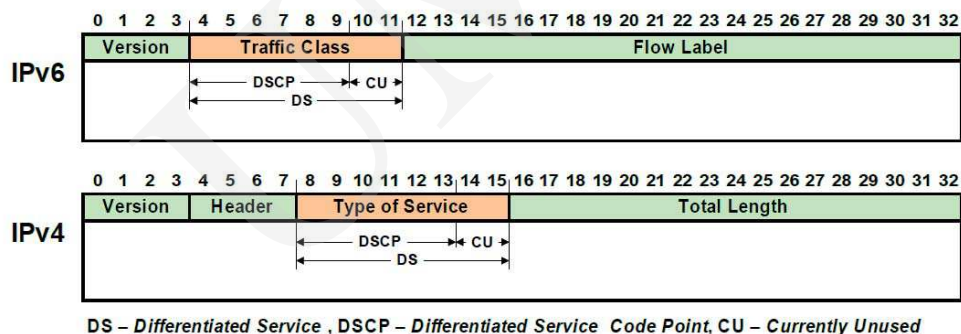 0 1 2 3 4 5 6 7 8 9 10 11 12 13 14 15 16 17 18 19 20 21 22 23 24 25 26 27 28 29 30 31 32
Version Traffic Class Flow Label
IPv6
DSCP CU
DS
0 1 2 3 4 5 6 7 8 9 10 11 12 13 14 15 16 17 18 19 20 21 22 23 24 25 26 27 28 29 30 31 32
Version Header Type of Service Total Length
IPv4
DSCP CU
DS
DS – Differentiated Service , DSCP – Differentiated Service Code Point, CU – Currently Unused